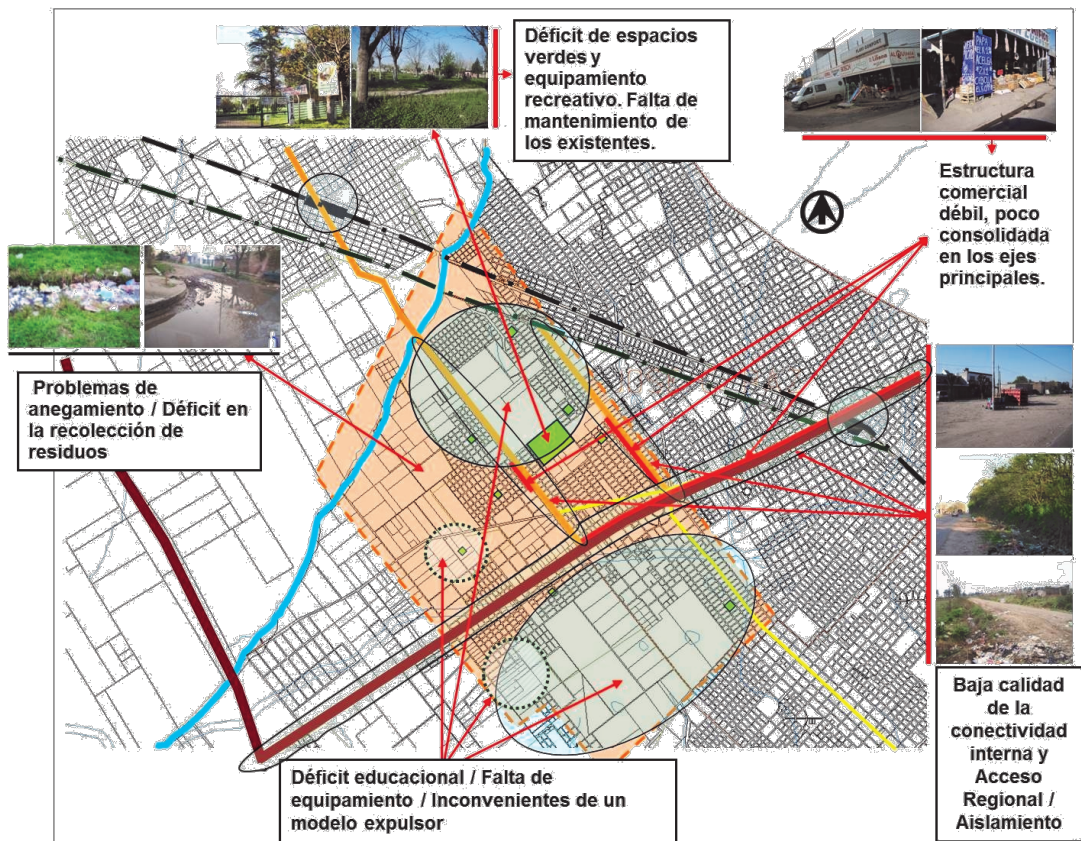 Déficit de espacios
verdes y
equipamiento
recreativo. Falta de
mantenimiento de
los existentes.
Estructura
comercial
débil, poco
consolidada
en los ejes
principales.
Problemas de
anegamiento / Déficit en
la recolección de
residuos
Baja calidad
de la
conectividad
interna y
Acceso
Regional /
Aislamiento
Déficit educacional / Falta de
equipamiento / Inconvenientes de un
modelo expulsor